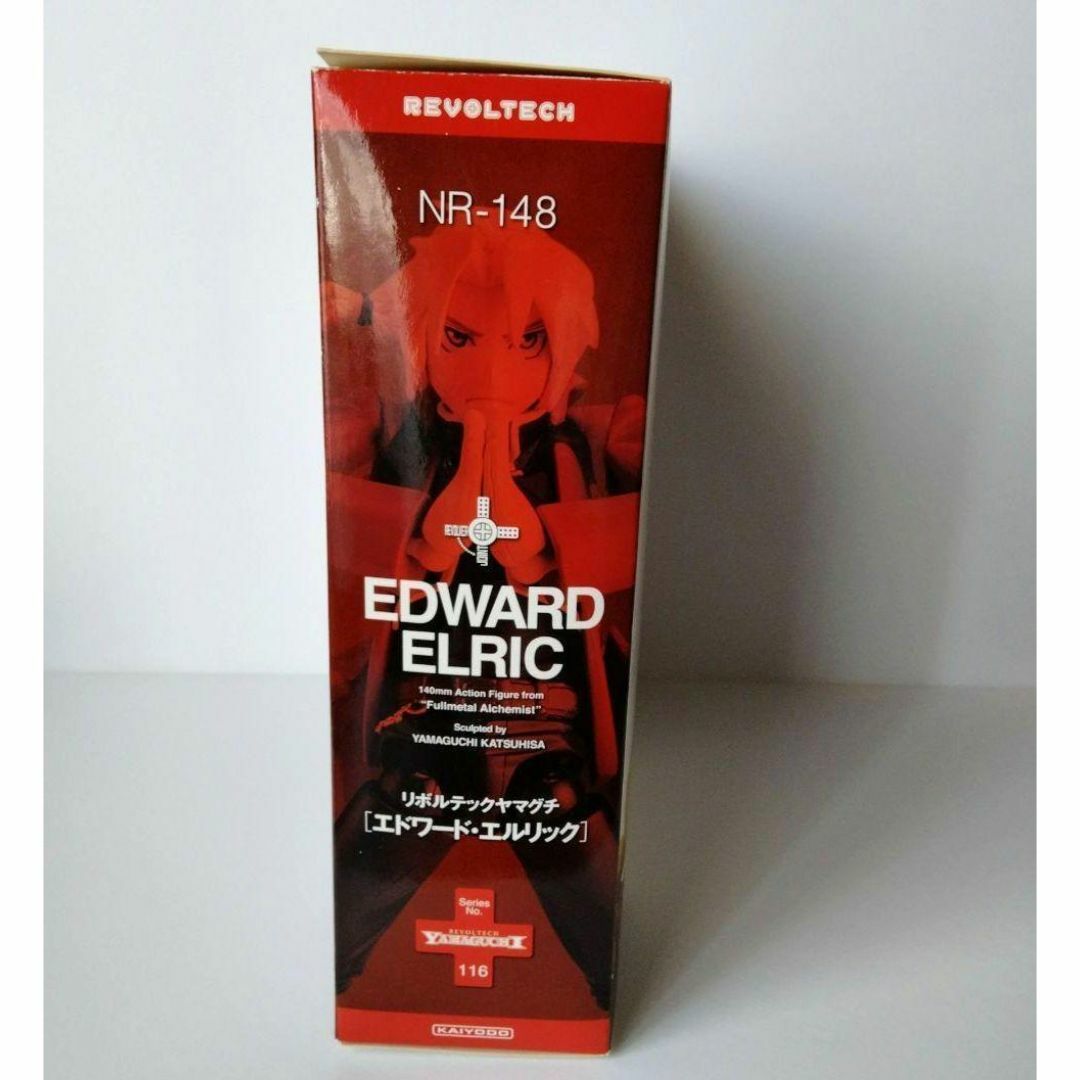 REVOLTECH
NR-148
REVOLVER
JOINT
EDWARD
ELRIC
140mm Action Figure from
"Fullmetal Alchemist"
Sculpted by
YAMAGUCHI KATSUHISA
リボルテックヤマグチ
[エドワード・エルリック]
Series
No.
REVOLTECH
YAMAGUCHI
116
KAIYODO